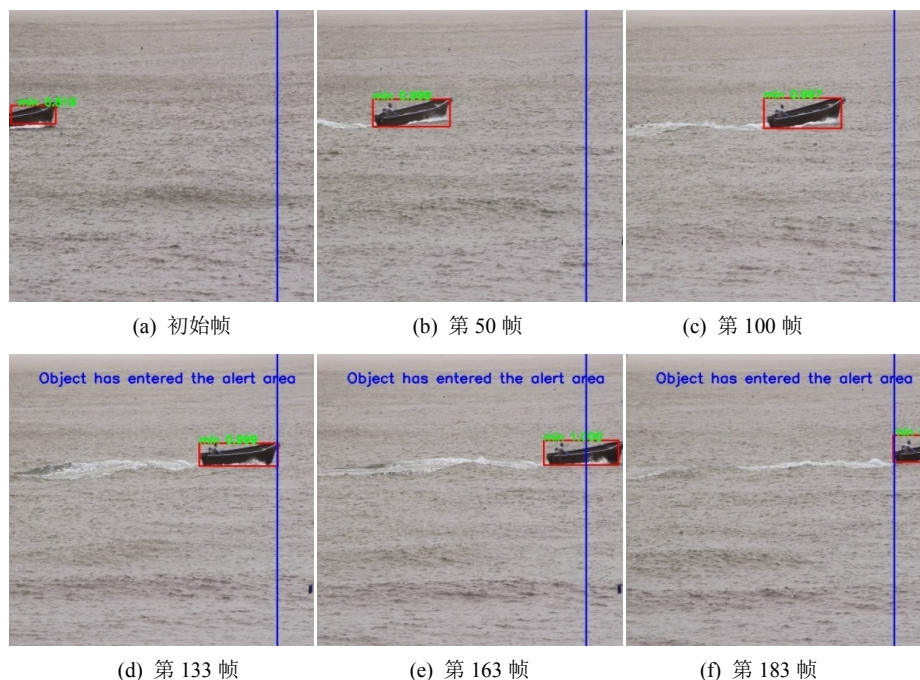 (a) 初始帧
(b) 第 50 帧
(c) 第 100 帧
Object has entered the alert area
Object has entered the alert area
Object has entered the alert area
(d) 第 133 帧
(e) 第 163 帧
(f) 第 183 帧